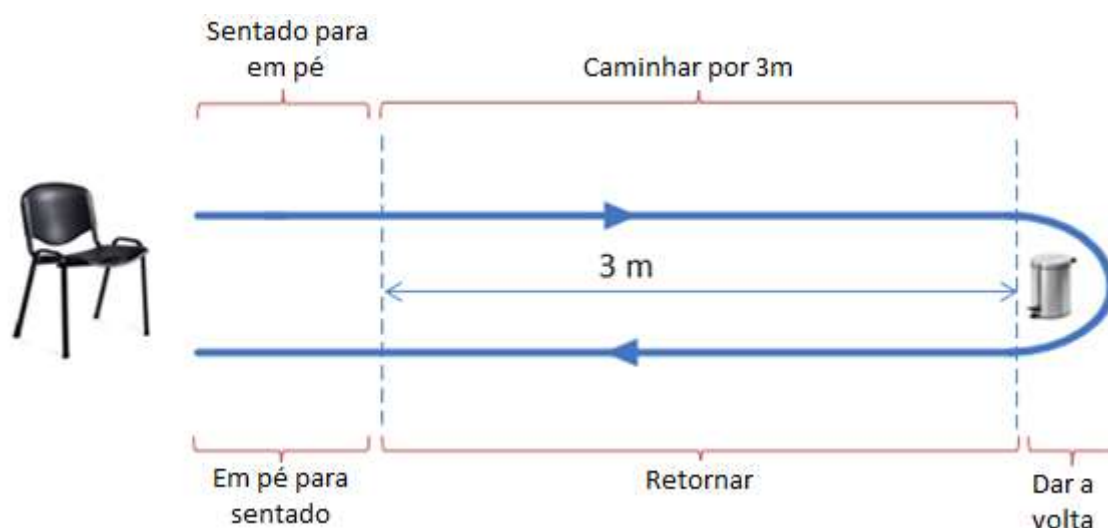 Sentado para
em pé
Caminhar por 3m
3 m
Em pé para
sentado
Retornar
Dar a
volta